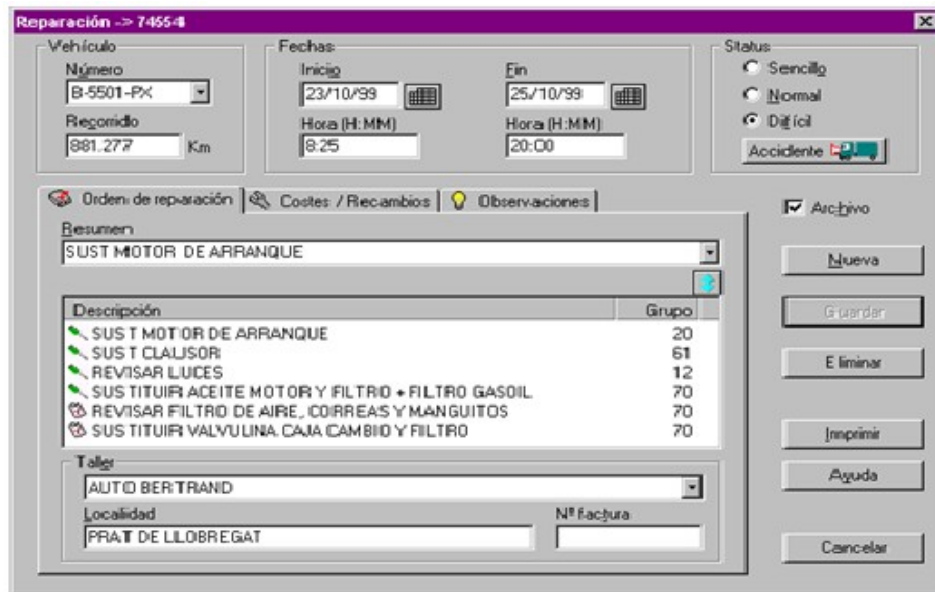 Reparación -> 74554
Vehículo
Número
B-5501-PX
Recorrido
881.277 Km
Fechas
Inicio
23/10/99
Hora (H:MM)
8:25
Fin
25/10/99
Hora (H:MM)
20:00
Status
Sencillo
Normal
Difícil
Accidente
Orden de reparación
Costes / Recambios
Observaciones
Archivo
Resumen
SUST MOTOR DE ARRANQUE
Descripción Grupo
SUST MOTOR DE ARRANQUE 20
SUST CLAUSOR 61
REVISAR LUCES 12
SUSTITUIR ACEITE MOTOR Y FILTRO + FILTRO GASOIL 70
REVISAR FILTRO DE AIRE, CORREAS Y MANGUITOS 70
SUSTITUIR VALVULINA CAJA CAMBIO Y FILTRO 70
Taller
AUTO BERTRAND
Localidad
PRAT DE LLOBREGAT
Nº factura
Nueva
Guardar
Eliminar
Imprimir
Ayuda
Cancelar